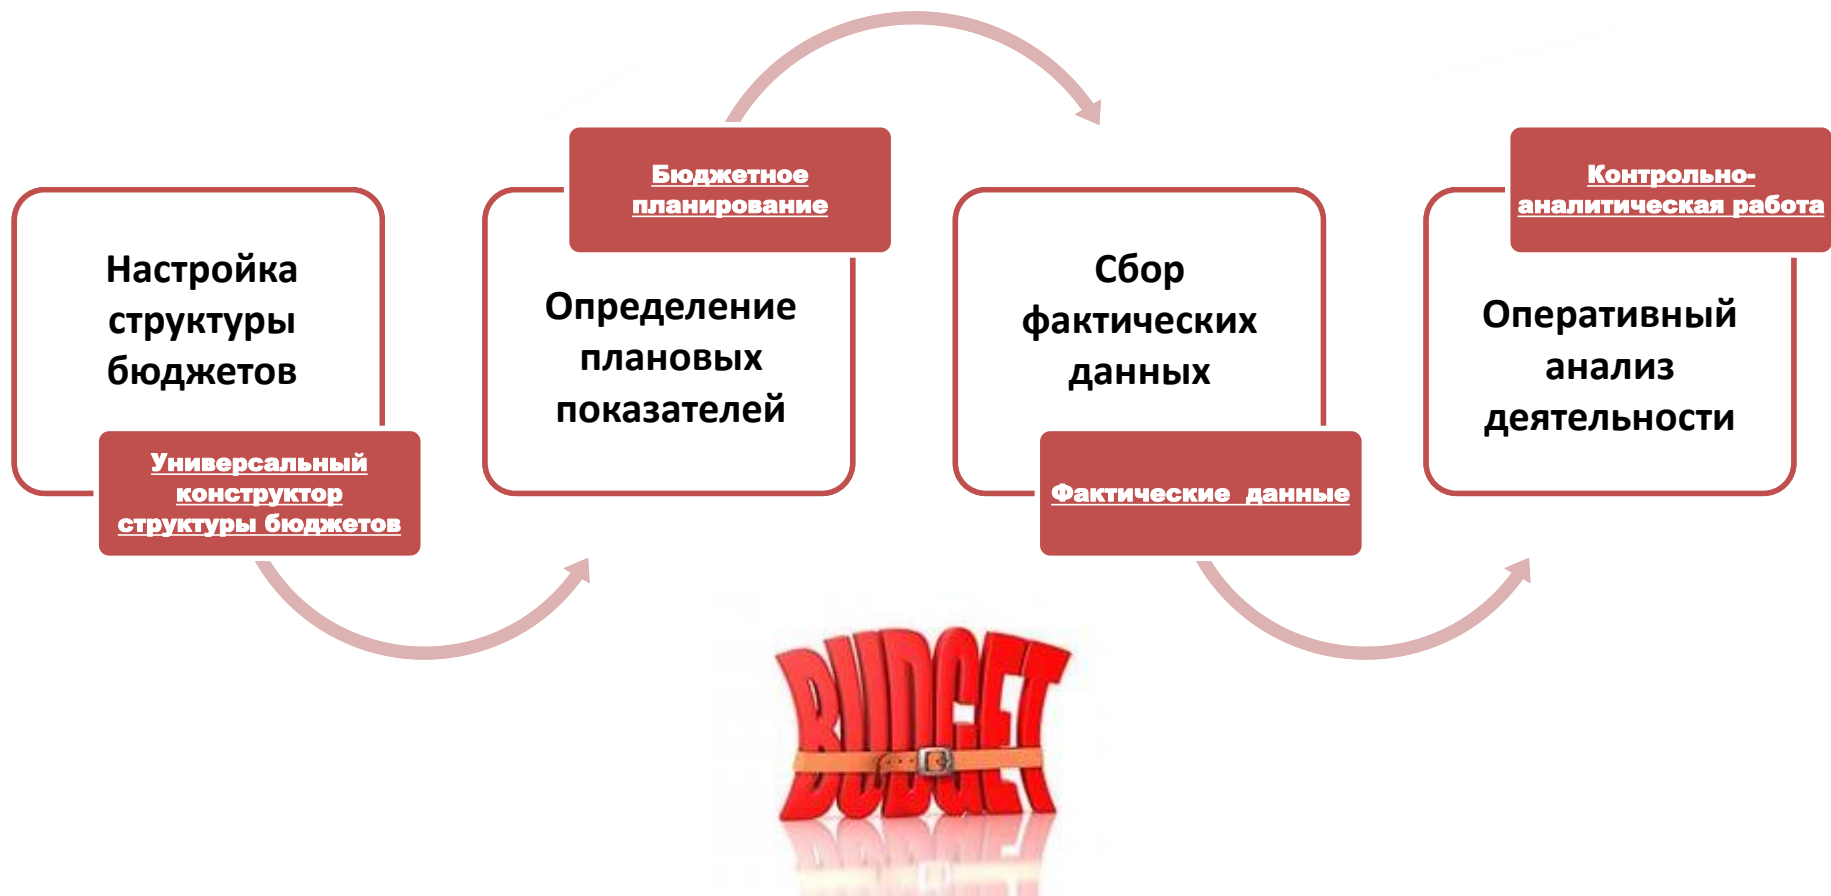 Настройка
структуры
бюджетов
Универсальный
конструктор
структуры бюджетов
Бюджетное
планирование
Определение
плановых
показателей
Сбор
фактических
данных
Фактические данные
Контрольно-
аналитическая работа
Оперативный
анализ
деятельности
BUDGET